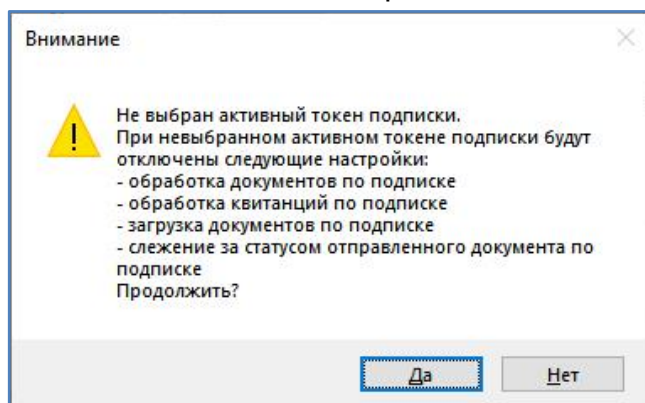 Внимание
Не выбран активный токен подписки.
При невыбранном активном токене подписки будут
отключены следующие настройки:
- обработка документов по подписке
- обработка квитанций по подписке
- загрузка документов по подписке
- слежение за статусом отправленного документа по
подписке
Продолжить?
Да Нет